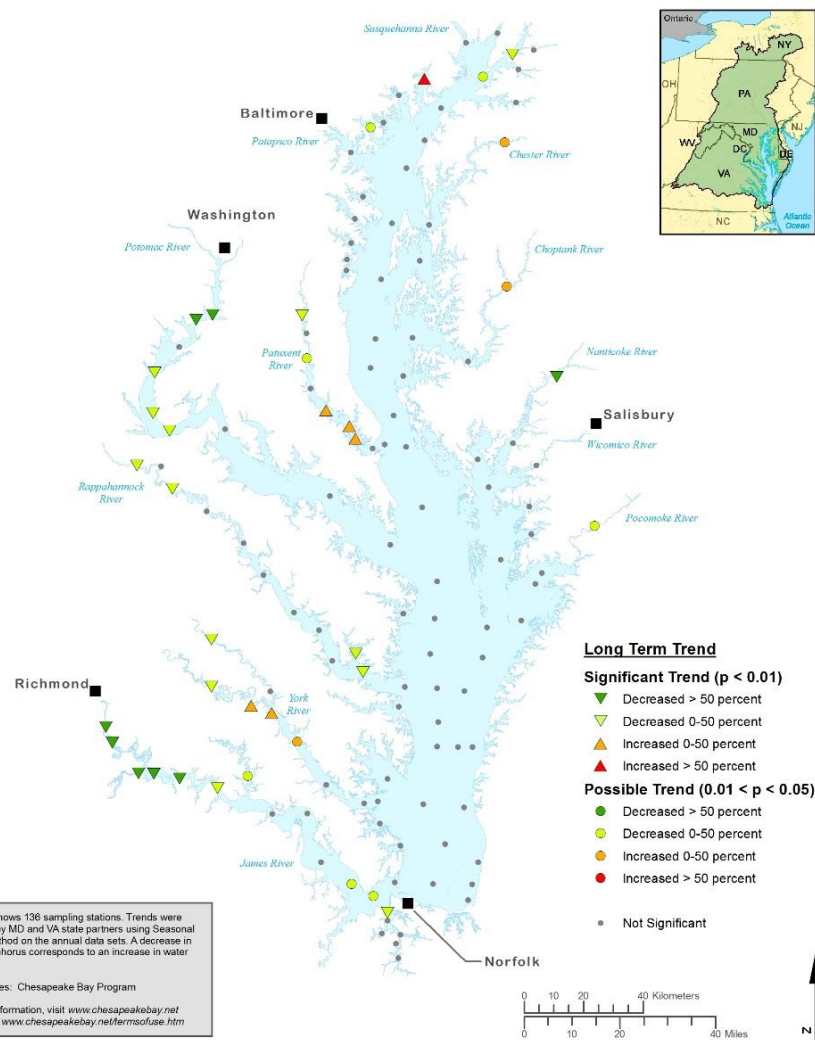 Susquehanna River
Ontario
NY
OH
PA
NJ
MD
WV
DC
DE
VA
NC
Atlantic
Ocean
Baltimore
Patapsco River
Chester River
Washington
Potomac River
Choptank River
Patuxent
River
Nanticoke River
Salisbury
Wicomico River
Rappahannock
River
Pocomoke River
Richmond
York
River
James River
Norfolk
Long Term Trend
Significant Trend (p < 0.01)
Decreased > 50 percent
Decreased 0-50 percent
Increased 0-50 percent
Increased > 50 percent
Possible Trend (0.01 < p < 0.05)
Decreased > 50 percent
Decreased 0-50 percent
Increased 0-50 percent
Increased > 50 percent
Not Significant
136 sampling stations. Trends were
MD and VA state partners using Seasonal
on the annual data sets. A decrease in
corresponds to an increase in water
Chesapeake Bay Program
visit www.chesapeakebay.net
www.chesapeakebay.net/termsofuse.htm
0 10 20 40 Kilometers
0 10 20 40 Miles
N